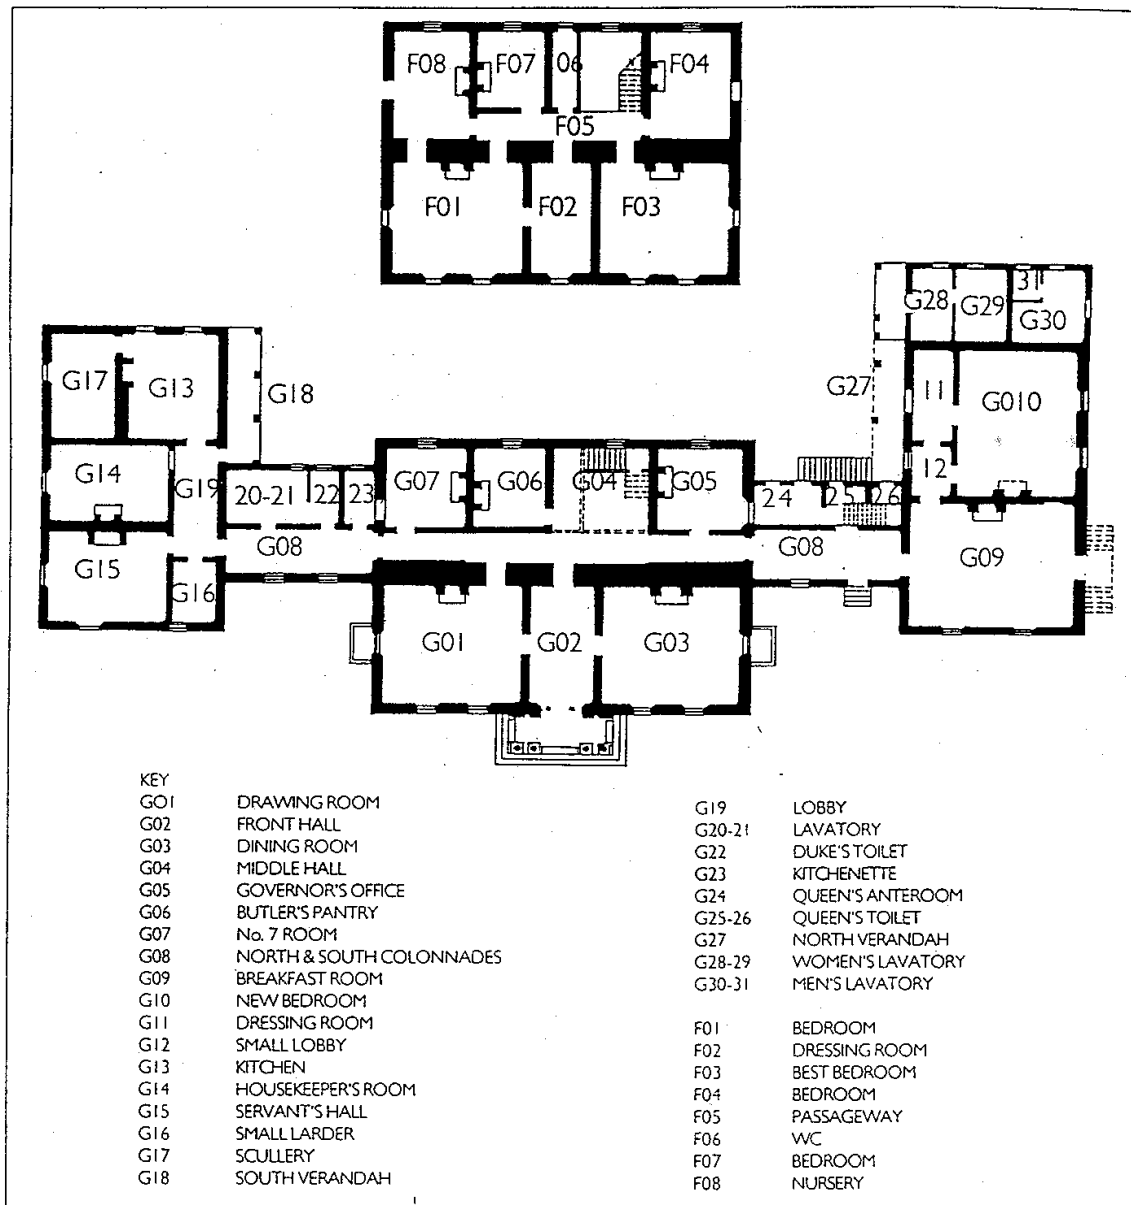 F08 F07 06 F04
F05
F01 F02 F03
31
G28 G29 G30
G17 G13 G18 G27 11 G010
G14 G19 20-21 22 23 G07 G06 G04 G05 24 25 26 12
G15 G16 G08 G08 G09
G01 G02 G03
KEY
G01 DRAWING ROOM
G02 FRONT HALL
G03 DINING ROOM
G04 MIDDLE HALL
G05 GOVERNOR'S OFFICE
G06 BUTLER'S PANTRY
G07 No. 7 ROOM
G08 NORTH & SOUTH COLONNADES
G09 BREAKFAST ROOM
G10 NEW BEDROOM
G11 DRESSING ROOM
G12 SMALL LOBBY
G13 KITCHEN
G14 HOUSEKEEPER'S ROOM
G15 SERVANT'S HALL
G16 SMALL LARDER
G17 SCULLERY
G18 SOUTH VERANDAH
G19 LOBBY
G20-21 LAVATORY
G22 DUKE'S TOILET
G23 KITCHENETTE
G24 QUEEN'S ANTEROOM
G25-26 QUEEN'S TOILET
G27 NORTH VERANDAH
G28-29 WOMEN'S LAVATORY
G30-31 MEN'S LAVATORY
F01 BEDROOM
F02 DRESSING ROOM
F03 BEST BEDROOM
F04 BEDROOM
F05 PASSAGEWAY
F06 WC
F07 BEDROOM
F08 NURSERY